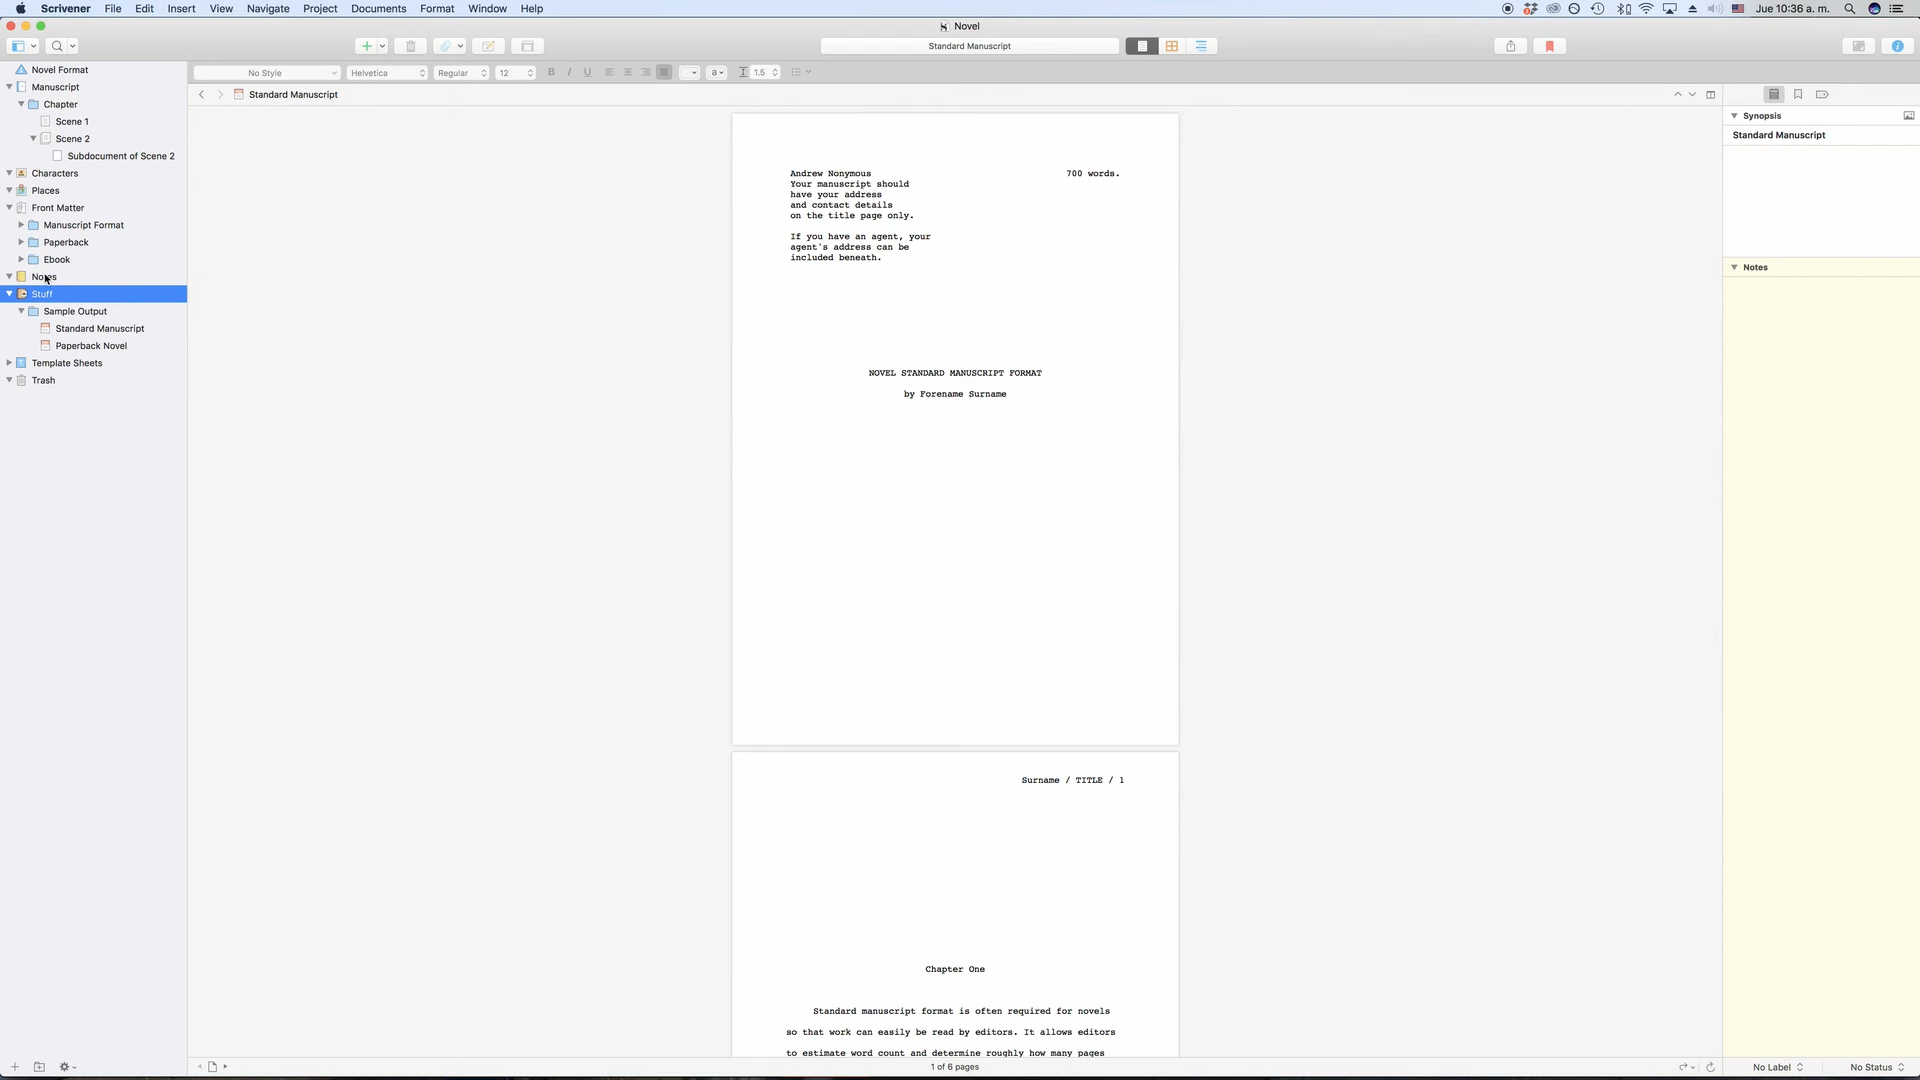 Scrivener File Edit Insert View Navigate Project Documents Format Window Help
Jue 10:36 a. m.
Novel
Standard Manuscript
No Style Helvetica Regular 12 B I U a 1.5
Standard Manuscript
Novel Format
Manuscript
Chapter
Scene 1
Scene 2
Subdocument of Scene 2
Characters
Places
Front Matter
Manuscript Format
Paperback
Ebook
Notes
Stuff
Sample Output
Standard Manuscript
Paperback Novel
Template Sheets
Trash
Andrew Nonymous 700 words.
Your manuscript should
have your address
and contact details
on the title page only.
If you have an agent, your
agent's address can be
included beneath.
NOVEL STANDARD MANUSCRIPT FORMAT
by Forename Surname
Surname / TITLE / 1
Chapter One
Standard manuscript format is often required for novels
so that work can easily be read by editors. It allows editors
to estimate word count and determine roughly how many pages
1 of 6 pages
Synopsis
Standard Manuscript
Notes
No Label No Status